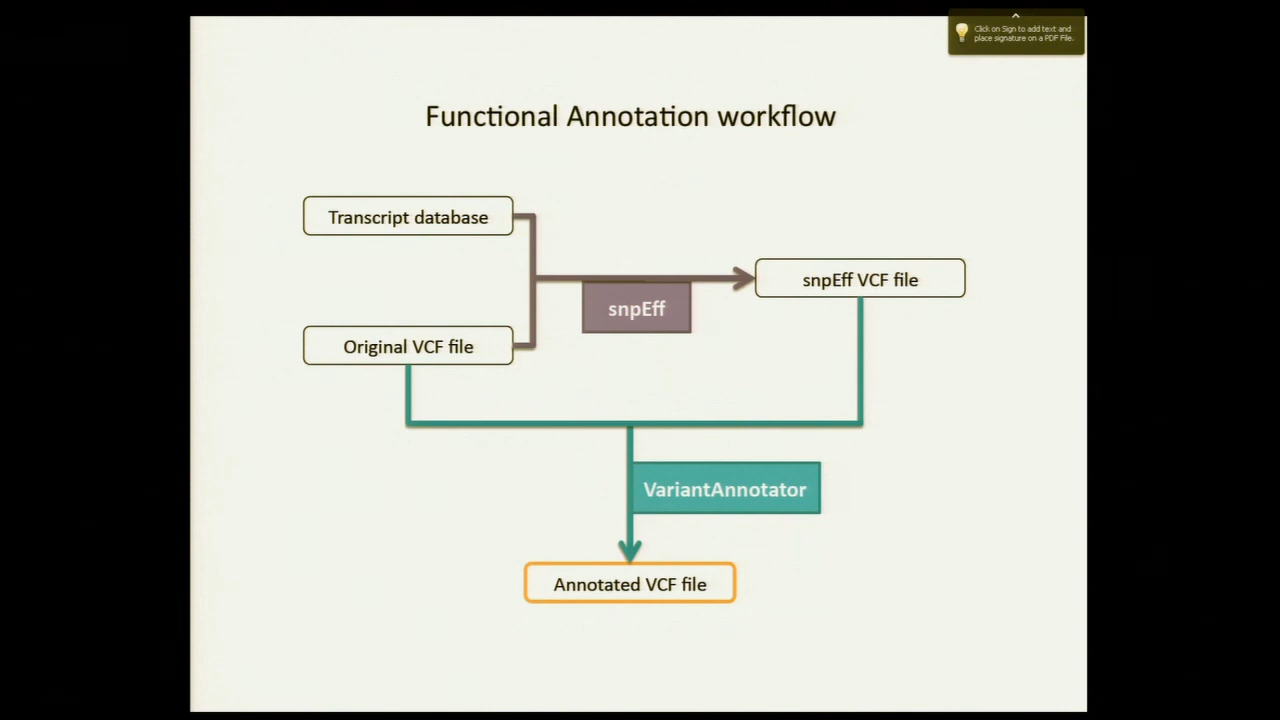 Click on Sign to add text and
place signature on a PDF File.
Functional Annotation workflow
Transcript database
snpEff VCF file
snpEff
Original VCF file
VariantAnnotator
Annotated VCF file